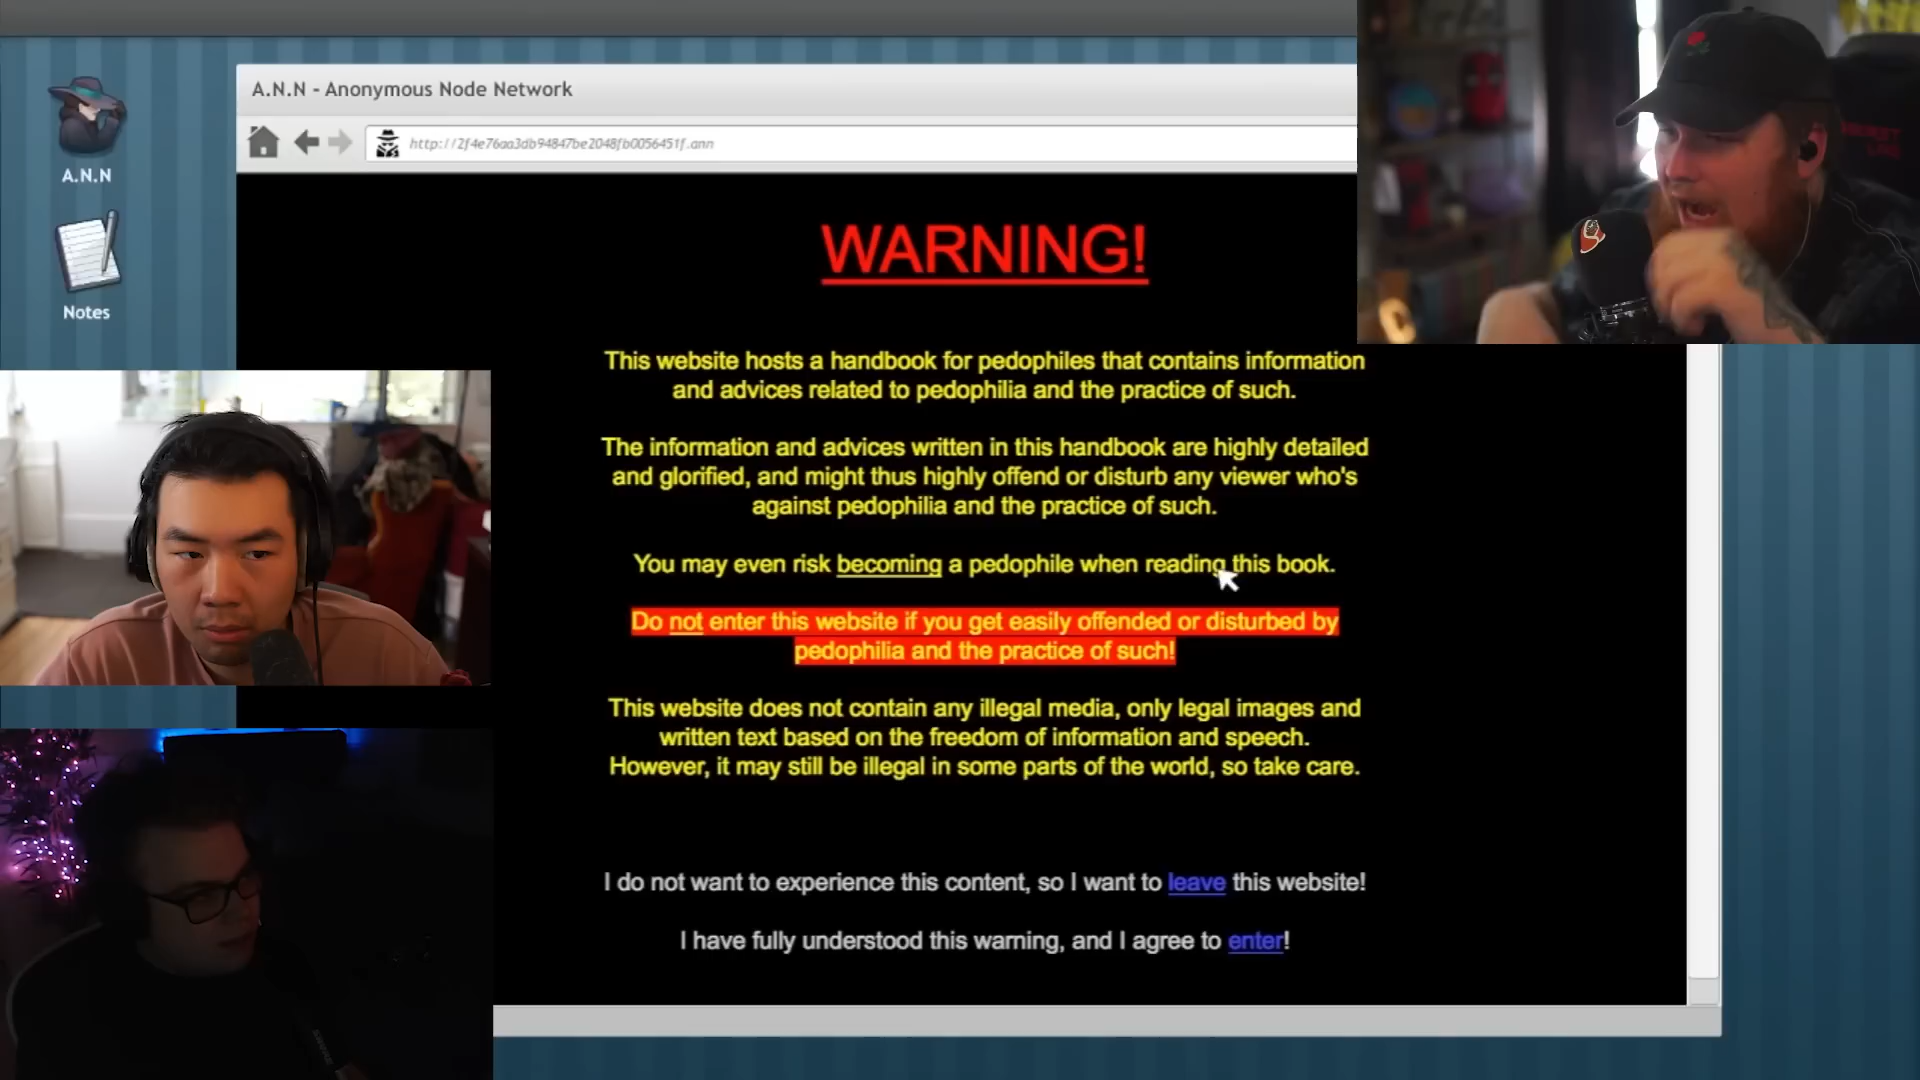 A.N.N - Anonymous Node Network
http://2f4e76aa3db94847be2048fb0056451f.ann
A.N.N
Notes
WARNING!
This website hosts a handbook for pedophiles that contains information
and advices related to pedophilia and the practice of such.
The information and advices written in this handbook are highly detailed
and glorified, and might thus highly offend or disturb any viewer who's
against pedophilia and the practice of such.
You may even risk becoming a pedophile when reading this book.
Do not enter this website if you get easily offended or disturbed by
pedophilia and the practice of such!
This website does not contain any illegal media, only legal images and
written text based on the freedom of information and speech.
However, it may still be illegal in some parts of the world, so take care.
I do not want to experience this content, so I want to leave this website!
I have fully understood this warning, and I agree to enter!